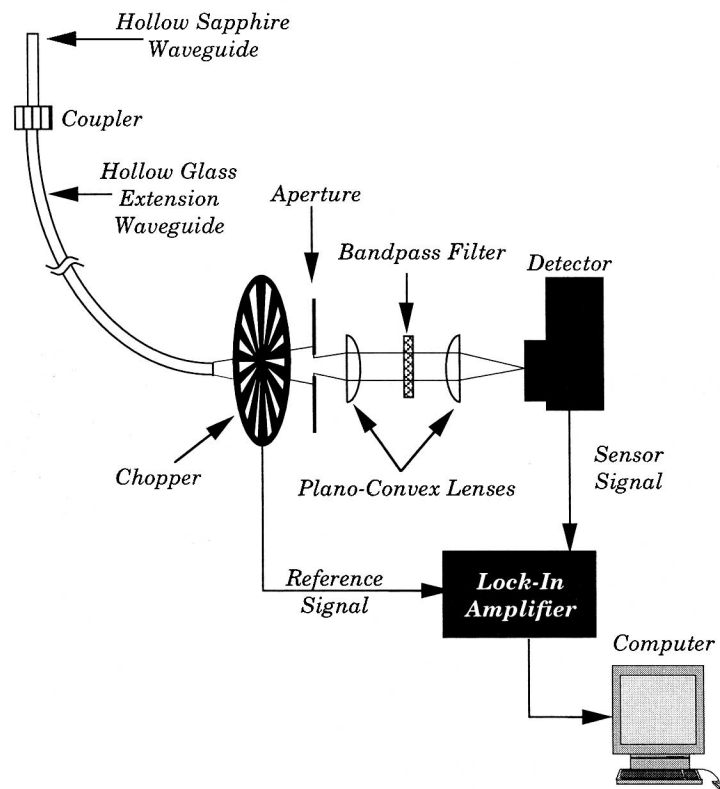 Hollow Sapphire
Waveguide
Coupler
Hollow Glass
Extension
Waveguide
Aperture
Bandpass Filter
Detector
Chopper
Plano-Convex Lenses
Sensor
Signal
Reference
Signal
Lock-In
Amplifier
Computer